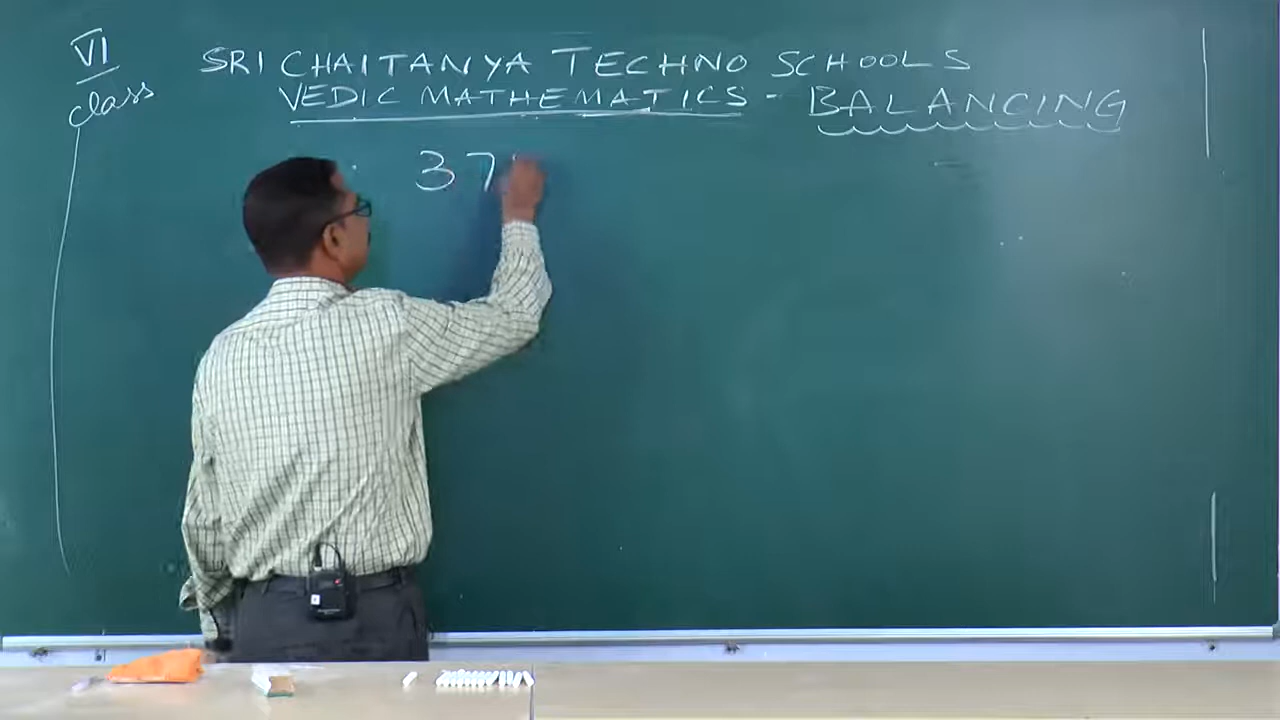 VI
class
SRI CHAITANYA TECHNO SCHOOLS
VEDIC MATHEMATICS - BALANCING
37